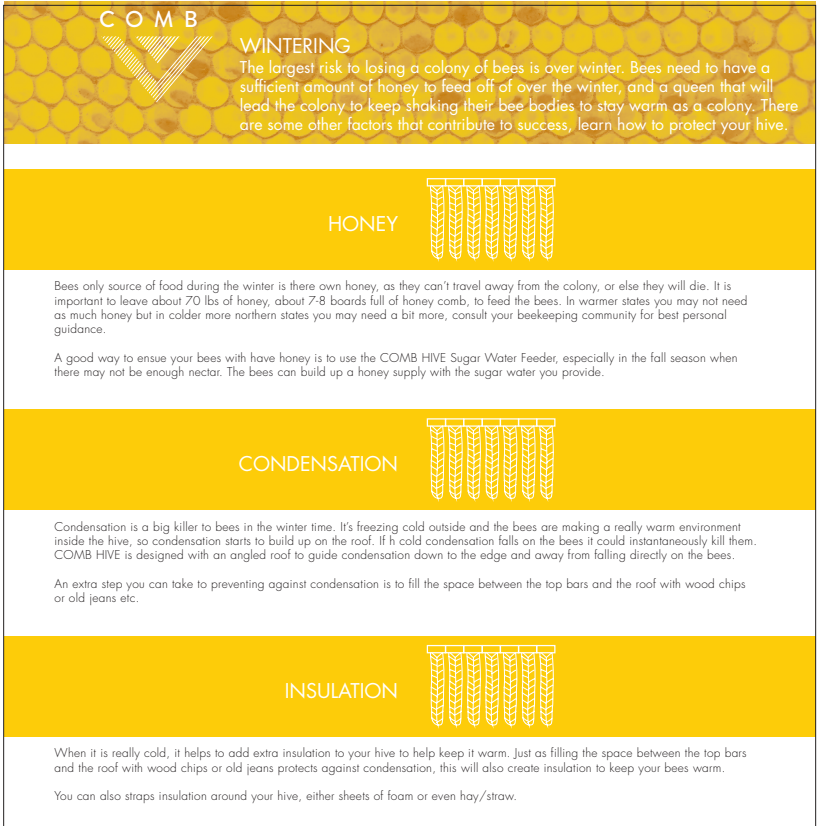 COMB
WINTERING
The largest risk to losing a colony of bees is over winter. Bees need to have a
sufficient amount of honey to feed off of over the winter, and a queen that will
lead the colony to keep shaking their bee bodies to stay warm as a colony. There
are some other factors that contribute to success, learn how to protect your hive.
HONEY
Bees only source of food during the winter is there own honey, as they can't travel away from the colony, or else they will die. It is
important to leave about 70 lbs of honey, about 7-8 boards full of honey comb, to feed the bees. In warmer states you may not need
as much honey but in colder more northern states you may need a bit more, consult your beekeeping community for best personal
guidance.
A good way to ensue your bees with have honey is to use the COMB HIVE Sugar Water Feeder, especially in the fall season when
there may not be enough nectar. The bees can build up a honey supply with the sugar water you provide.
CONDENSATION
Condensation is a big killer to bees in the winter time. It's freezing cold outside and the bees are making a really warm environment
inside the hive, so condensation starts to build up on the roof. If h cold condensation falls on the bees it could instantaneously kill them.
COMB HIVE is designed with an angled roof to guide condensation down to the edge and away from falling directly on the bees.
An extra step you can take to preventing against condensation is to fill the space between the top bars and the roof with wood chips
or old jeans etc.
INSULATION
When it is really cold, it helps to add extra insulation to your hive to help keep it warm. Just as filling the space between the top bars
and the roof with wood chips or old jeans protects against condensation, this will also create insulation to keep your bees warm.
You can also straps insulation around your hive, either sheets of foam or even hay/straw.